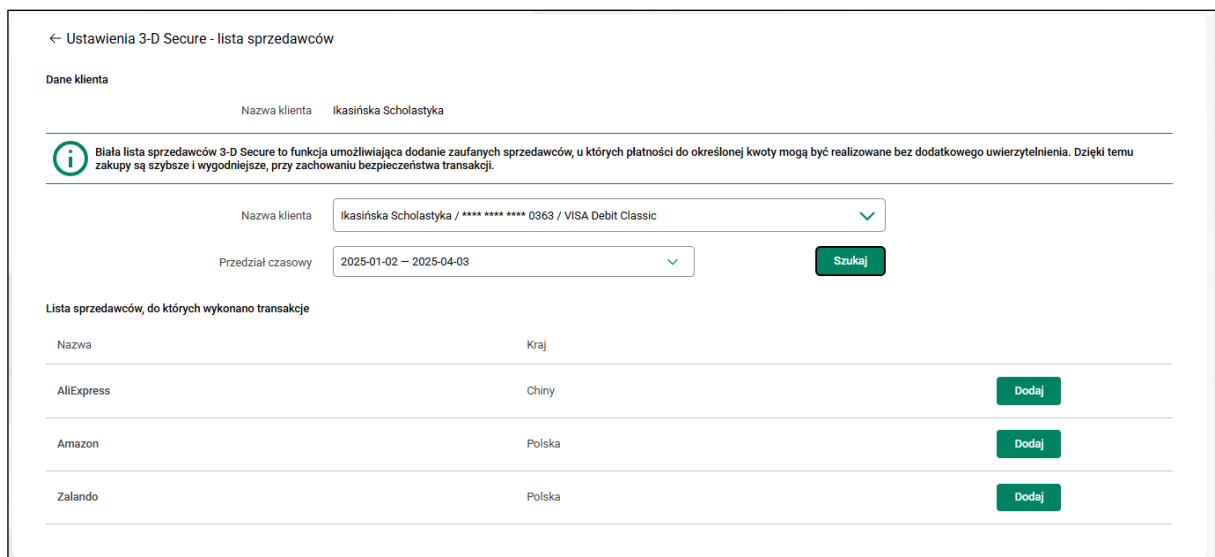 ← Ustawienia 3-D Secure - lista sprzedawców
Dane klienta
Nazwa klienta Ikasińska Scholastyka
Biała lista sprzedawców 3-D Secure to funkcja umożliwiająca dodanie zaufanych sprzedawców, u których płatności do określonej kwoty mogą być realizowane bez dodatkowego uwierzytelnienia. Dzięki temu
zakupy są szybsze i wygodniejsze, przy zachowaniu bezpieczeństwa transakcji.
Nazwa klienta Ikasińska Scholastyka / **** **** **** 0363 / VISA Debit Classic
Przedział czasowy 2025-01-02 — 2025-04-03 Szukaj
Lista sprzedawców, do których wykonano transakcje
Nazwa Kraj
AliExpress Chiny Dodaj
Amazon Polska Dodaj
Zalando Polska Dodaj